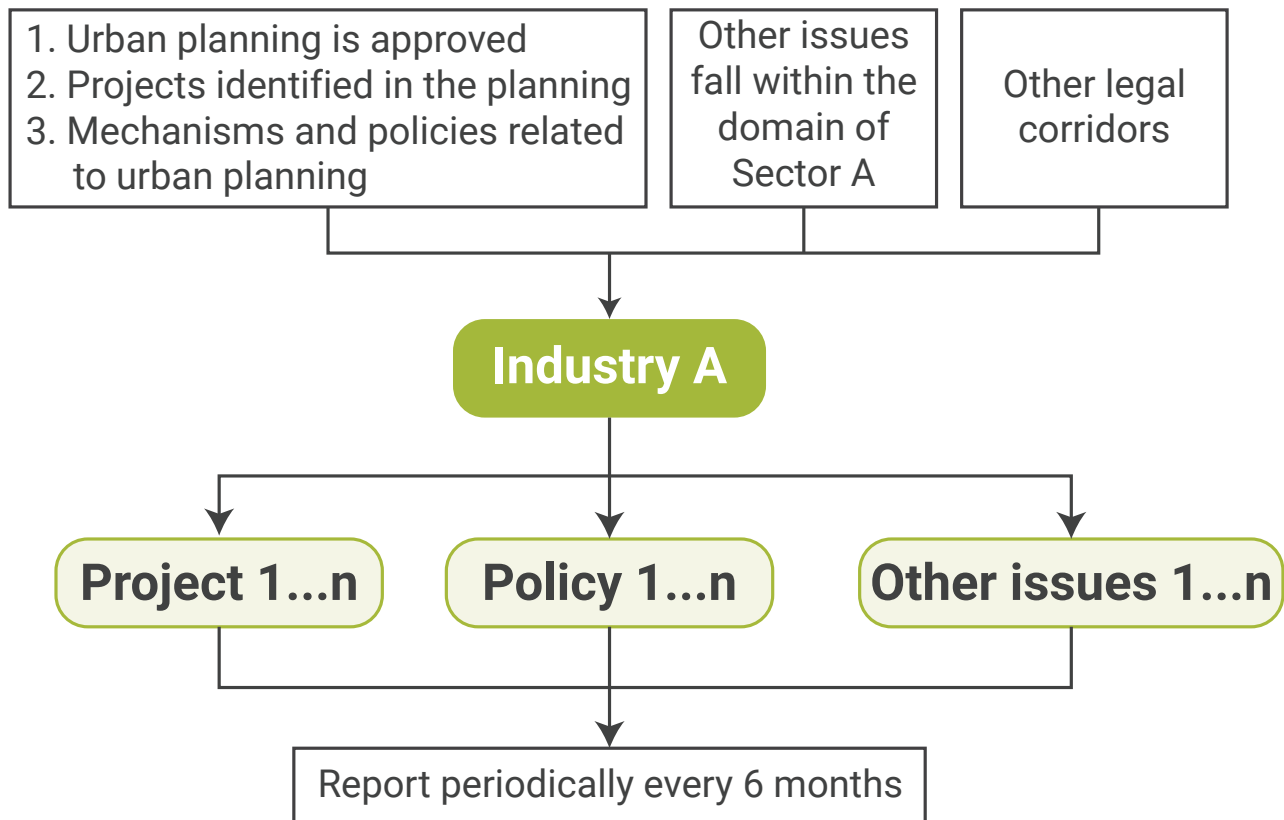 1. Urban planning is approved
2. Projects identified in the planning
3. Mechanisms and policies related
to urban planning
Other issues
fall within the
domain of
Sector A
Other legal
corridors
Industry A
Project 1...n
Policy 1...n
Other issues 1...n
Report periodically every 6 months